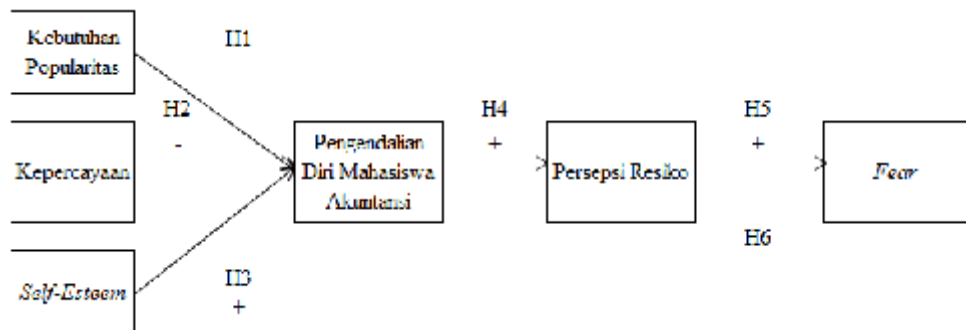 Kebutuhan
Popularitas
H1
H2
-
Kepercayaan
Self-Esteem
H3
+
Pengendalian
Diri Mahasiswa
Akuntansi
H4
+
Persepsi Resiko
H5
+
H6
Fear